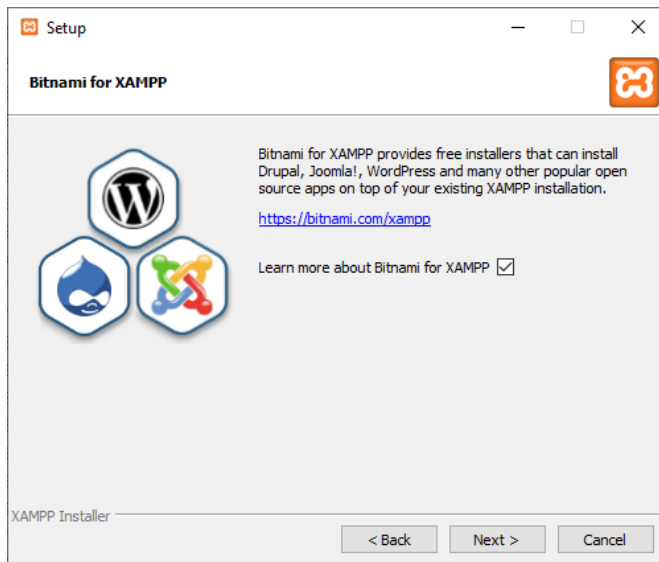 Setup
Bitnami for XAMPP
Bitnami for XAMPP provides free installers that can install
Drupal, Joomla!, WordPress and many other popular open
source apps on top of your existing XAMPP installation.
https://bitnami.com/xampp
Learn more about Bitnami for XAMPP
XAMPP Installer
< Back
Next >
Cancel